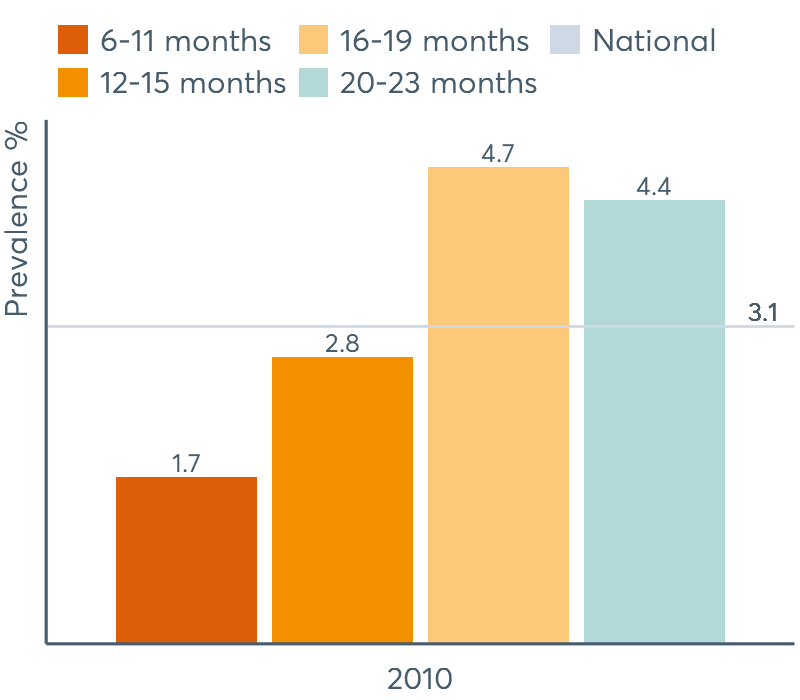 6-11 months 16-19 months National
12-15 months 20-23 months
Prevalence %
4.7
4.4
3.1
2.8
1.7
2010